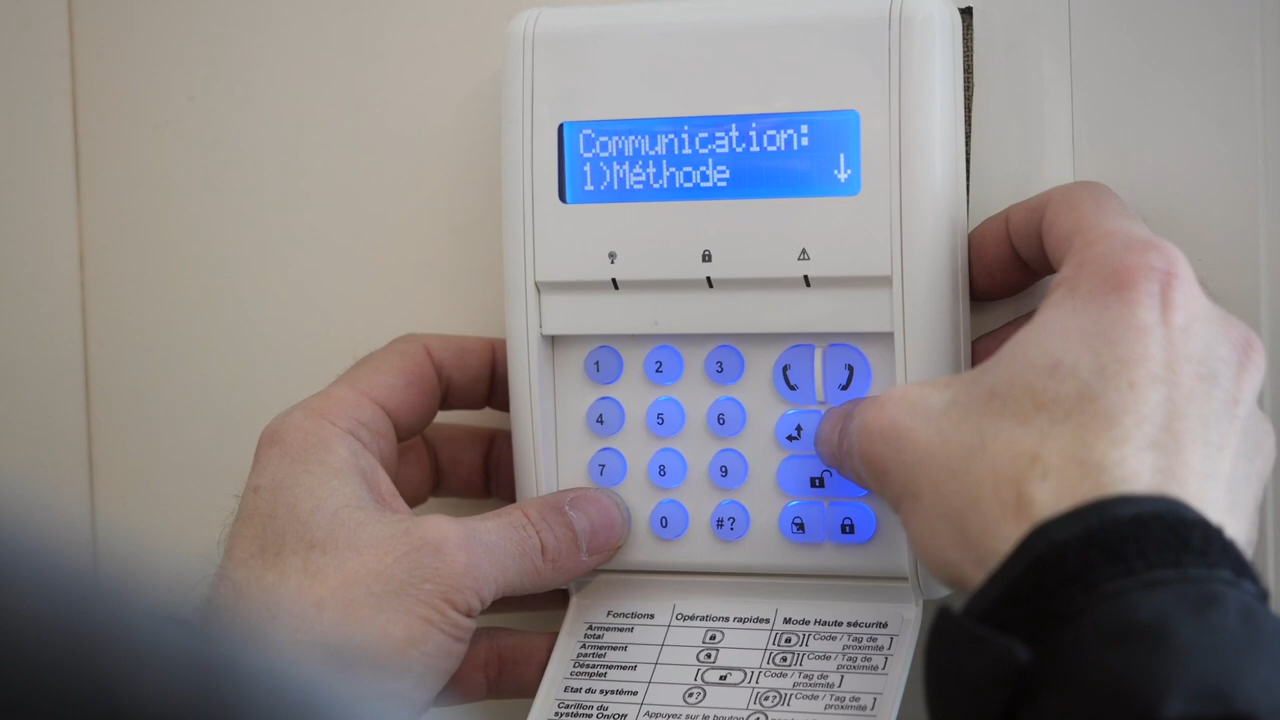 Communication:
1)Méthode ↓
1 2 3
4 5 6
7 8 9
0 #?
Fonctions Opérations rapides Mode Haute sécurité
Armement total [ ][ Code / Tag de proximité ]
Armement partiel [ ][ Code / Tag de proximité ]
Désarmement complet [ ] [ Code / Tag de proximité ]
Etat du système #? [ #? ][ Code / Tag de proximité ]
Carillon du système On/Off Appuyez sur le bouton